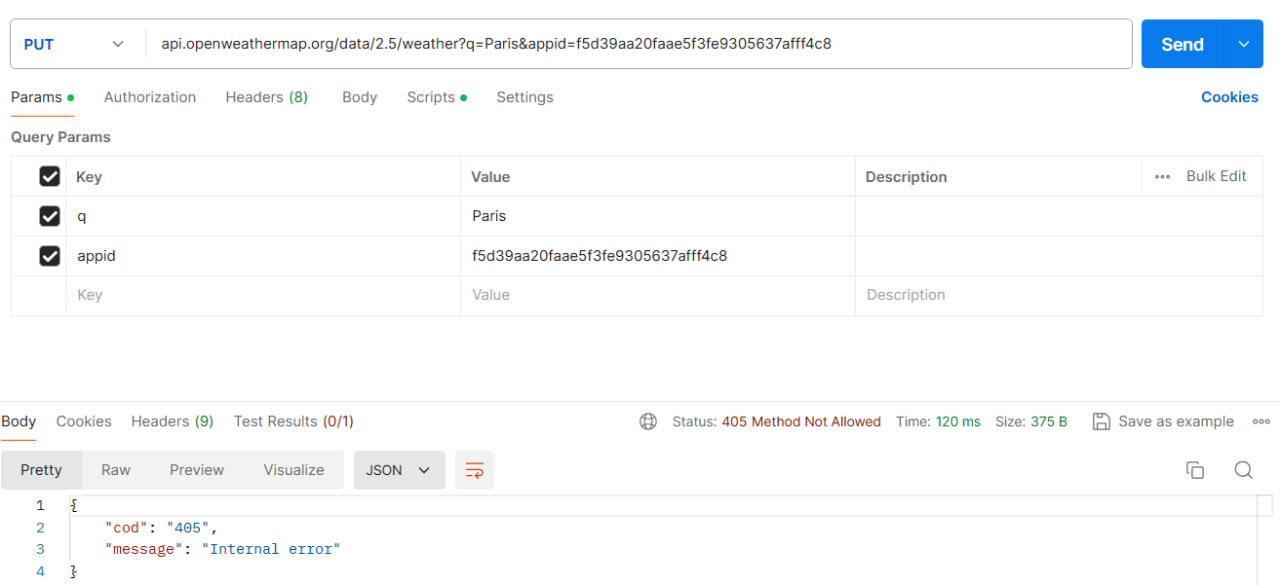 PUT api.openweathermap.org/data/2.5/weather?q=Paris&appid=f5d39aa20faae5f3fe9305637afff4c8 Send
Params Authorization Headers (8) Body Scripts Settings Cookies
Query Params
Key Value Description Bulk Edit
q Paris
appid f5d39aa20faae5f3fe9305637afff4c8
Key Value Description
Body Cookies Headers (9) Test Results (0/1) Status: 405 Method Not Allowed Time: 120 ms Size: 375 B Save as example
Pretty Raw Preview Visualize JSON
1 {
2 "cod": "405",
3 "message": "Internal error"
4 }